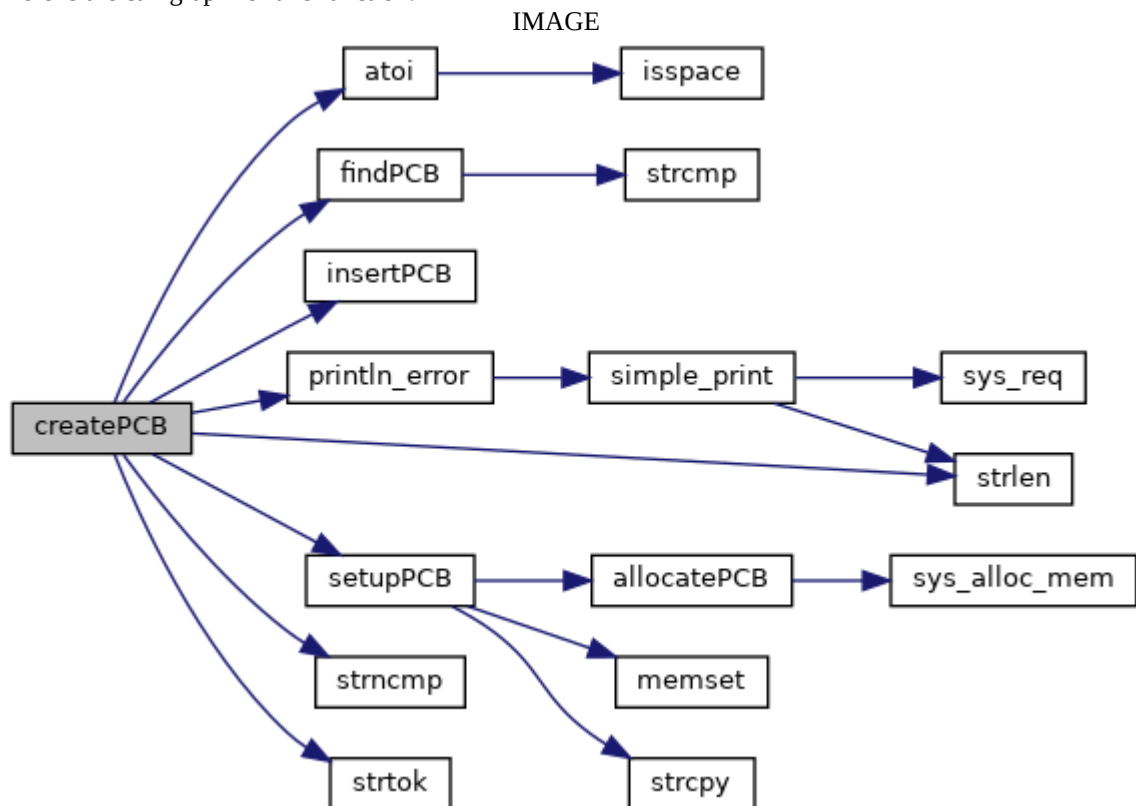 IMAGE
atoi
isspace
findPCB
strcmp
insertPCB
println_error
simple_print
sys_req
createPCB
strlen
setupPCB
allocatePCB
sys_alloc_mem
strncmp
memset
strtok
strcpy